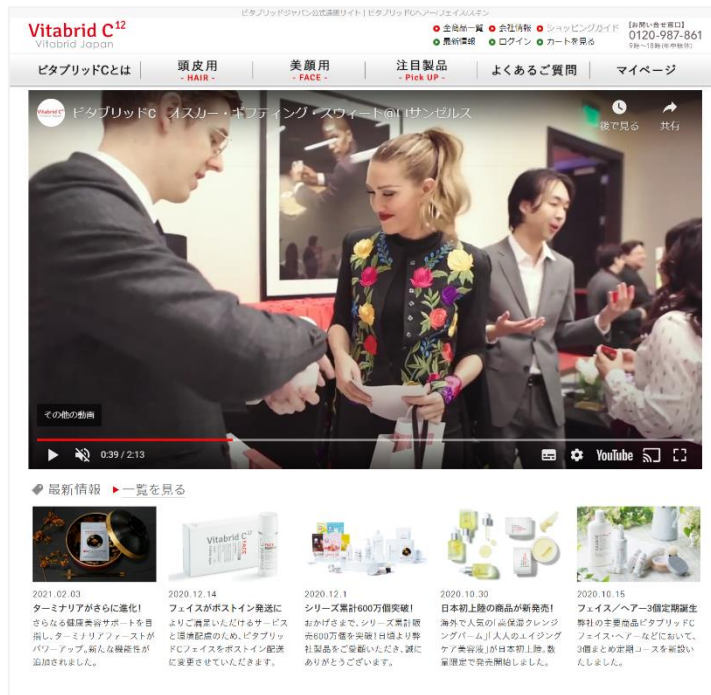 ビタブリッドジャパン公式通販サイト | ビタブリッドCヘアー/フェイス/スキン
Vitabrid C¹²
Vitabrid Japan
全商品一覧 会社情報 ショッピングガイド
最新情報 ログイン カートを見る
【お問い合せ窓口】
0120-987-861
9時～18時(年中無休)
ビタブリッドCとは
頭皮用
- HAIR -
美顔用
- FACE -
注目製品
- Pick UP -
よくあるご質問
マイページ
ビタブリッドC オスカー・ギフティング・スウィート@ロサンゼルス
後で見る
共有
その他の動画
0:39 / 2:13
YouTube
最新情報 一覧を見る
Vitabrid C¹²
FACE
2021.02.03
ターミナリアがさらに進化!
さらなる健康美容サポートを目
指し、ターミナリアファーストが
パワーアップ。新たな機能性が
追加されました。
2020.12.14
フェイスがポストイン発送に
よりご満足いただけるサービス
と環境配慮のため、ビタブリッ
ドCフェイスをポストイン配送
に変更させていただきます。
2020.12.1
シリーズ累計600万個突破!
おかげさまで、シリーズ累計販
売600万個を突破!日頃より弊
社製品をご愛顧いただき、誠に
ありがとうございます。
2020.10.30
日本初上陸の商品が新発売!
海外で人気の「高保湿クレンジ
ングバーム」「大人のエイジング
ケア美容液」が日本初上陸。数
量限定で発売開始しました。
2020.10.15
フェイス/ヘアー3個定期誕生
弊社の主要商品ビタブリッドC
フェイス・ヘアーなどにおいて、
3個まとめ定期コースを新設い
たしました。